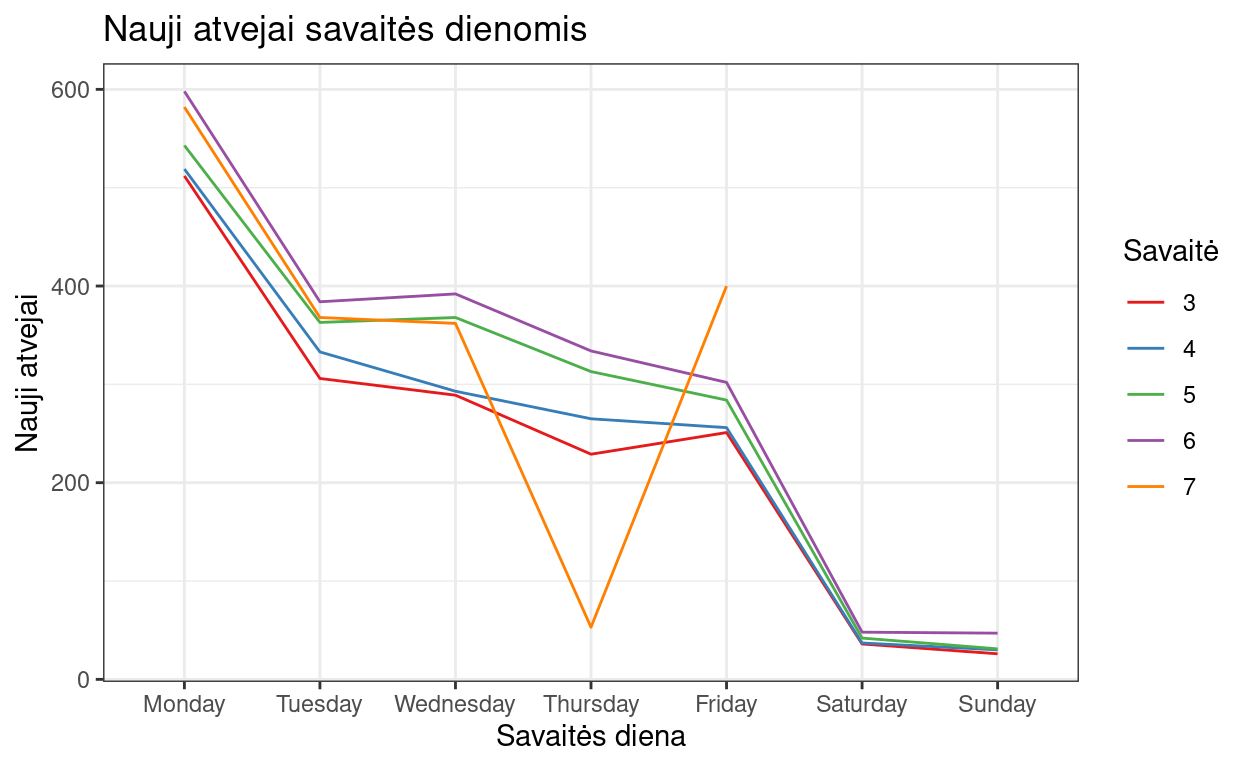 Nauji atvejai savaitės dienomis
Nauji atvejai
600
400
200
0
Monday Tuesday Wednesday Thursday Friday Saturday Sunday
Savaitės diena
Savaitė
3
4
5
6
7